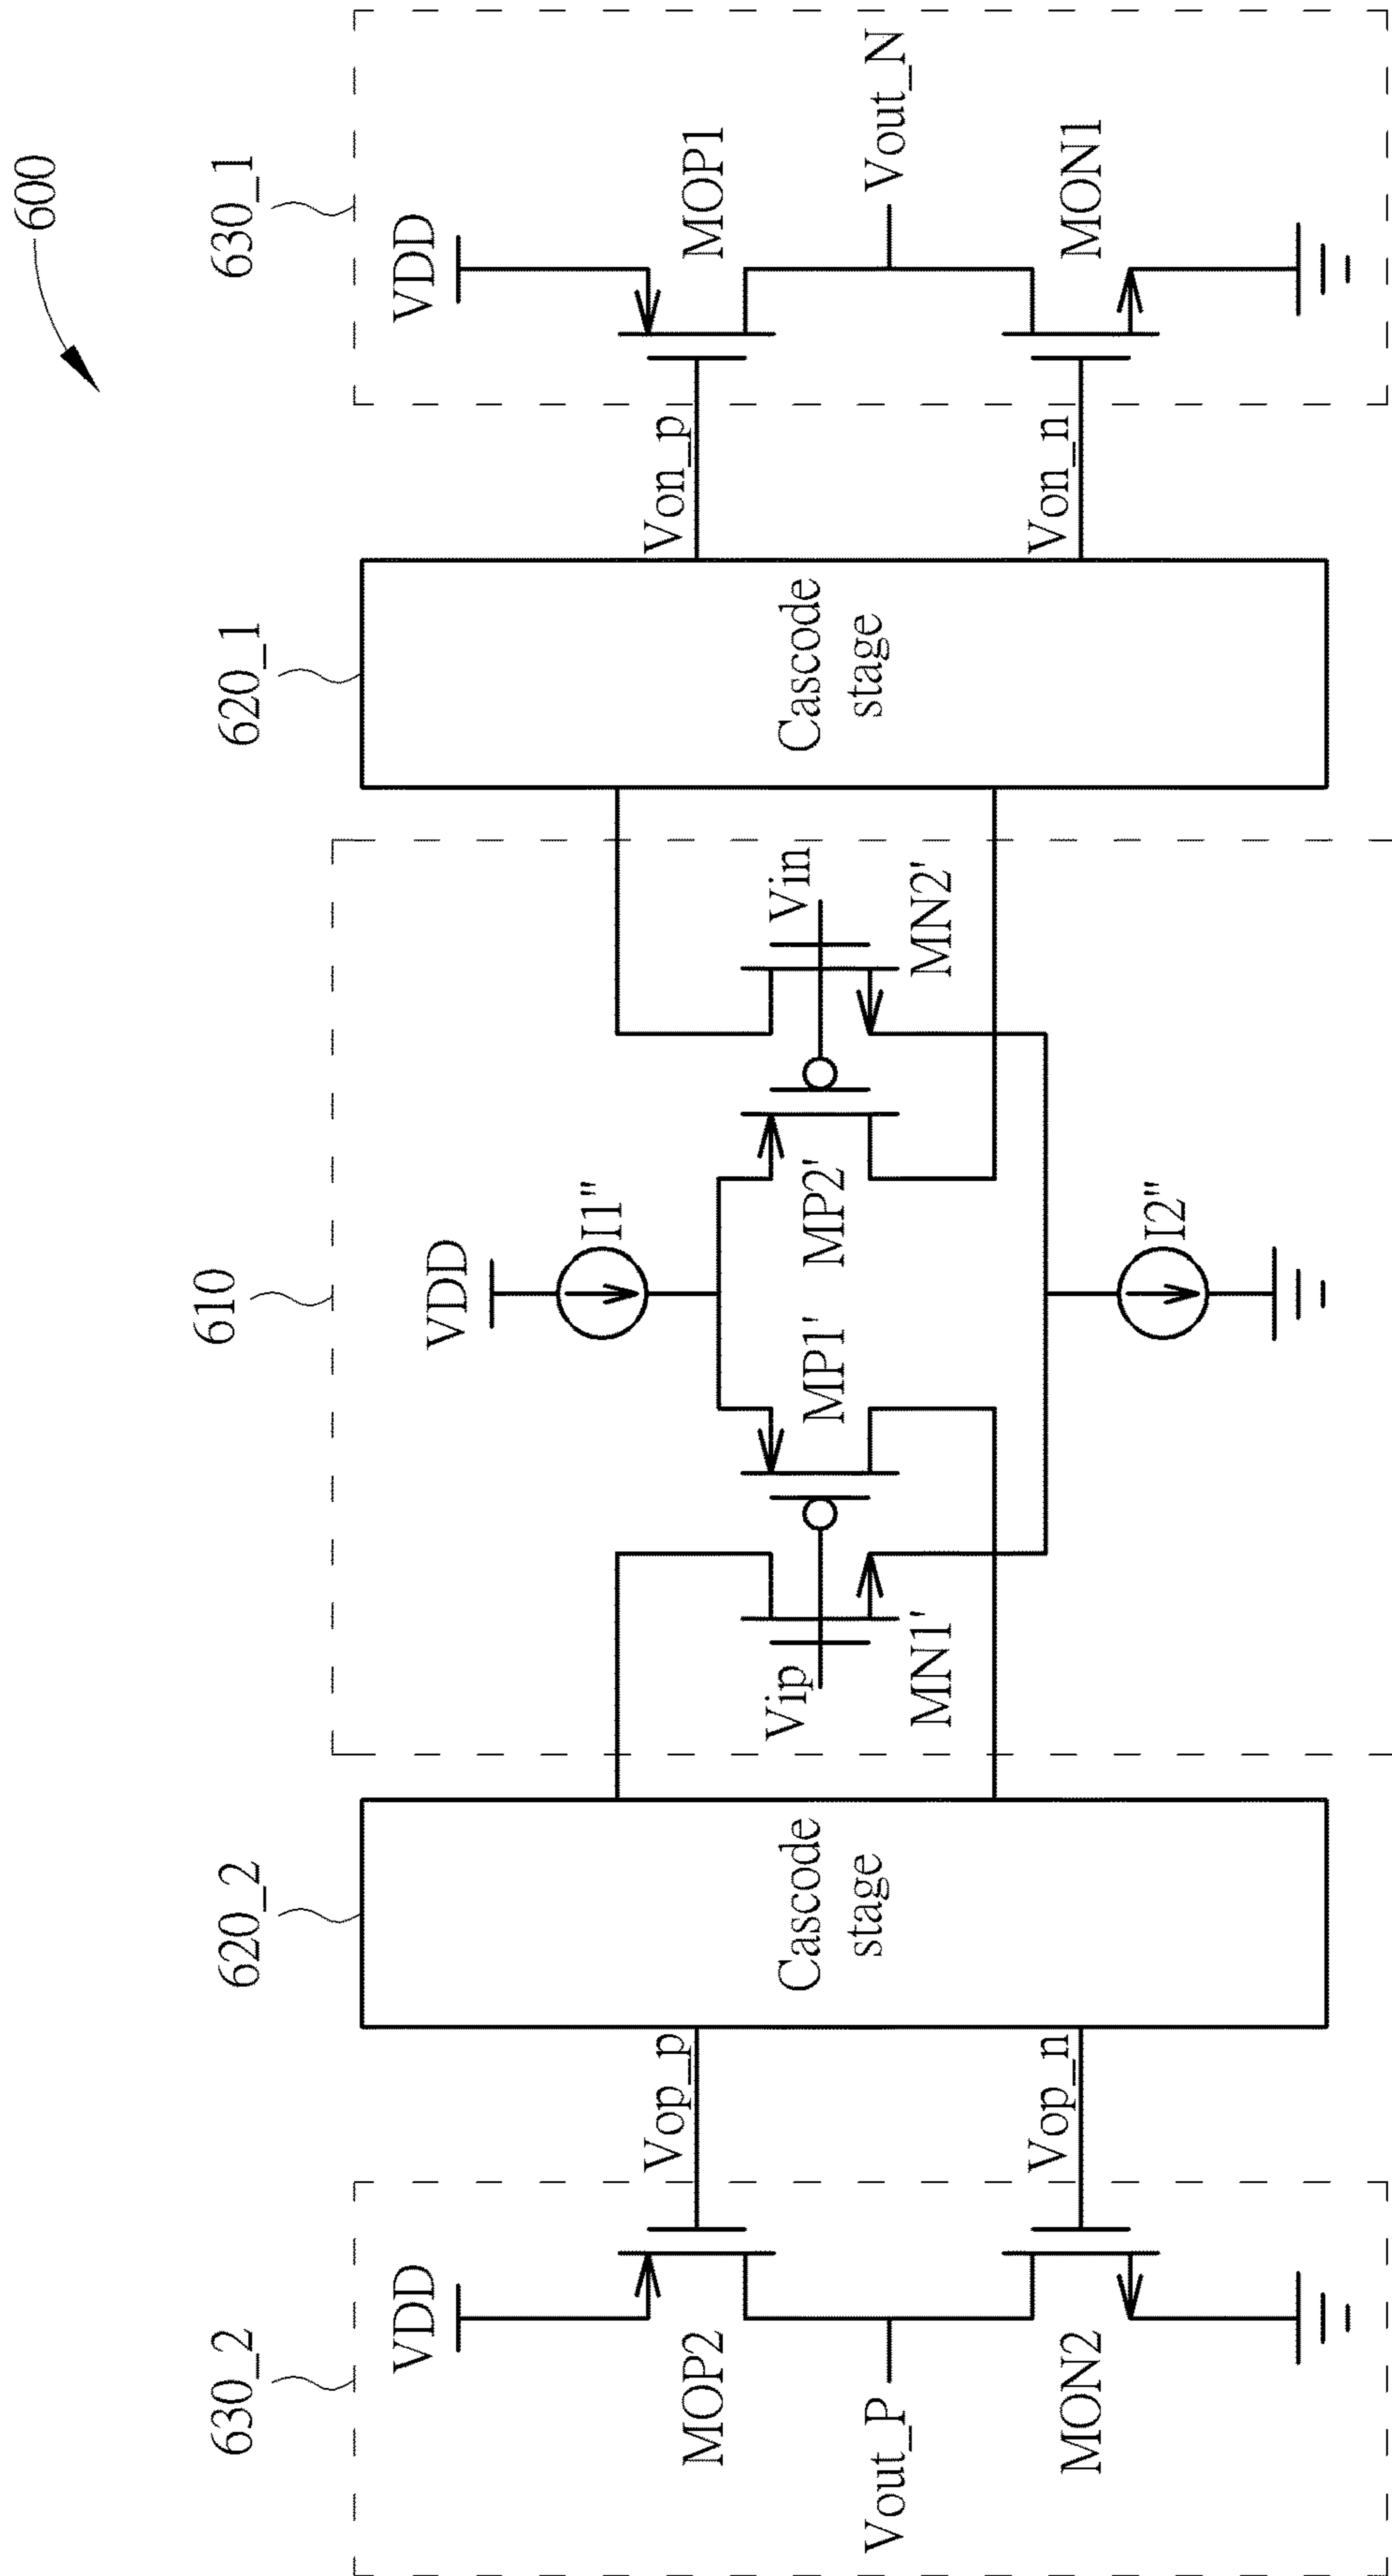 600
630_2
620_2
610
620_1
630_1
VDD
VDD
VDD
I1"
Vop_p
Von_p
MOP2
MOP1
Vip
MP1'
MP2'
Vin
Cascode
stage
Cascode
stage
Vout_P
Vout_N
MN1'
MN2'
Vop_n
Von_n
MON2
MON1
I2"